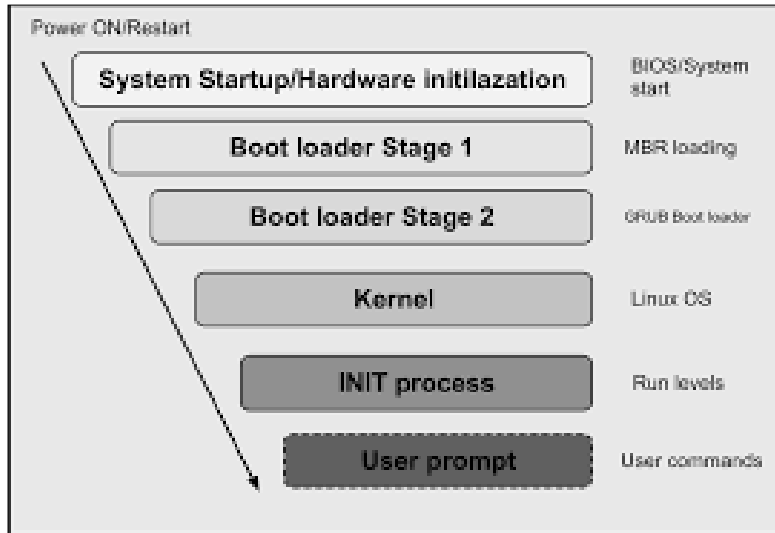 Power ON/Restart
System Startup/Hardware initilazation
BIOS/System
start
Boot loader Stage 1
MBR loading
Boot loader Stage 2
GRUB Boot loader
Kernel
Linux OS
INIT process
Run levels
User prompt
User commands